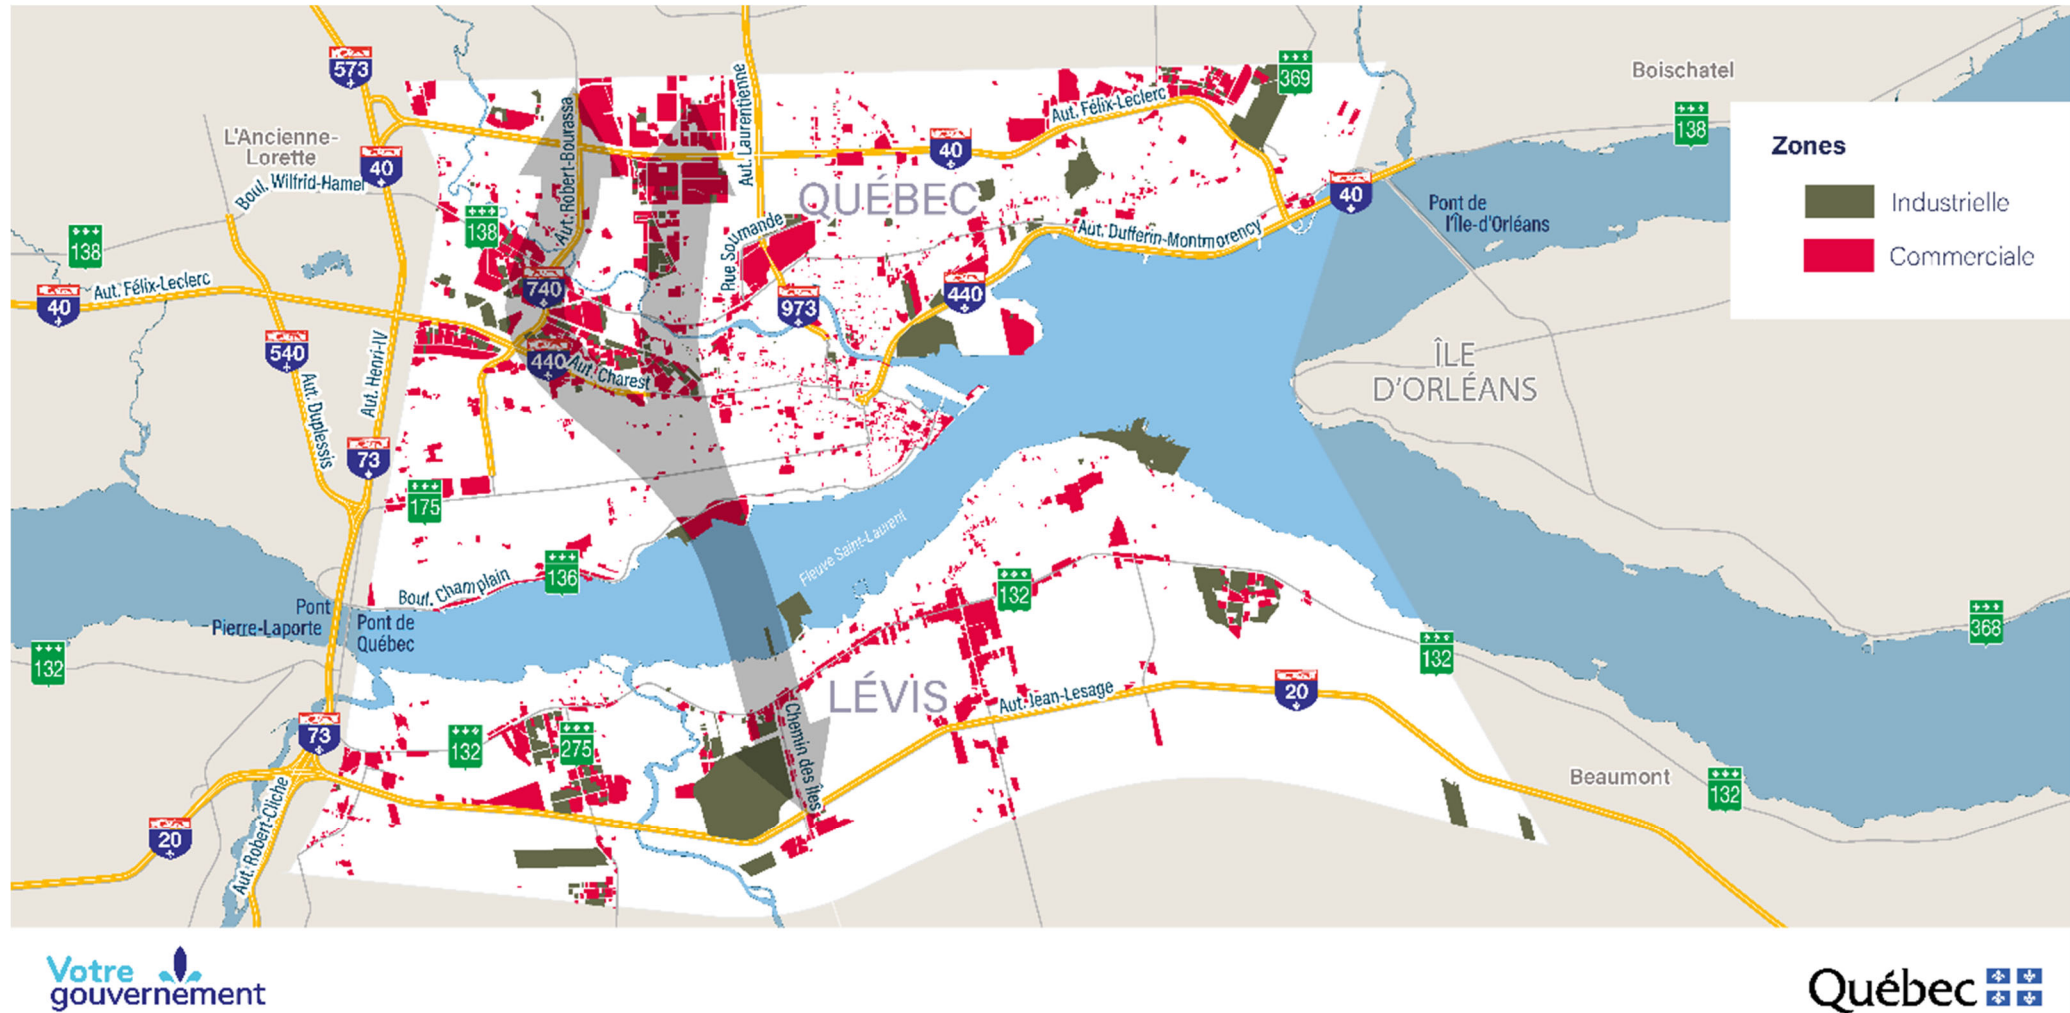 573
369
Boischatel
138
Zones
Industrielle
Commerciale
L'Ancienne-
Lorette
40
Boul. Wilfrid-Hamel
138
138
Aut. Robert-Bourassa
Aut. Laurentienne
40
Aut. Félix-Leclerc
QUÉBEC
40
Pont de
l'Île-d'Orléans
Aut. Dufferin-Montmorency
Rue Soumande
40
Aut. Félix-Leclerc
740
973
440
540
Aut. Duplessis
Aut. Henri-IV
440
Aut. Charest
ÎLE
D'ORLÉANS
73
175
Fleuve Saint-Laurent
136
Boul. Champlain
Pont
Pierre-Laporte
Pont de
Québec
132
132
132
368
LÉVIS
Chemin des Îles
Aut. Jean-Lesage
20
73
132
275
Beaumont
132
20
Aut. Robert-Cliche
Votre
gouvernement
Québec